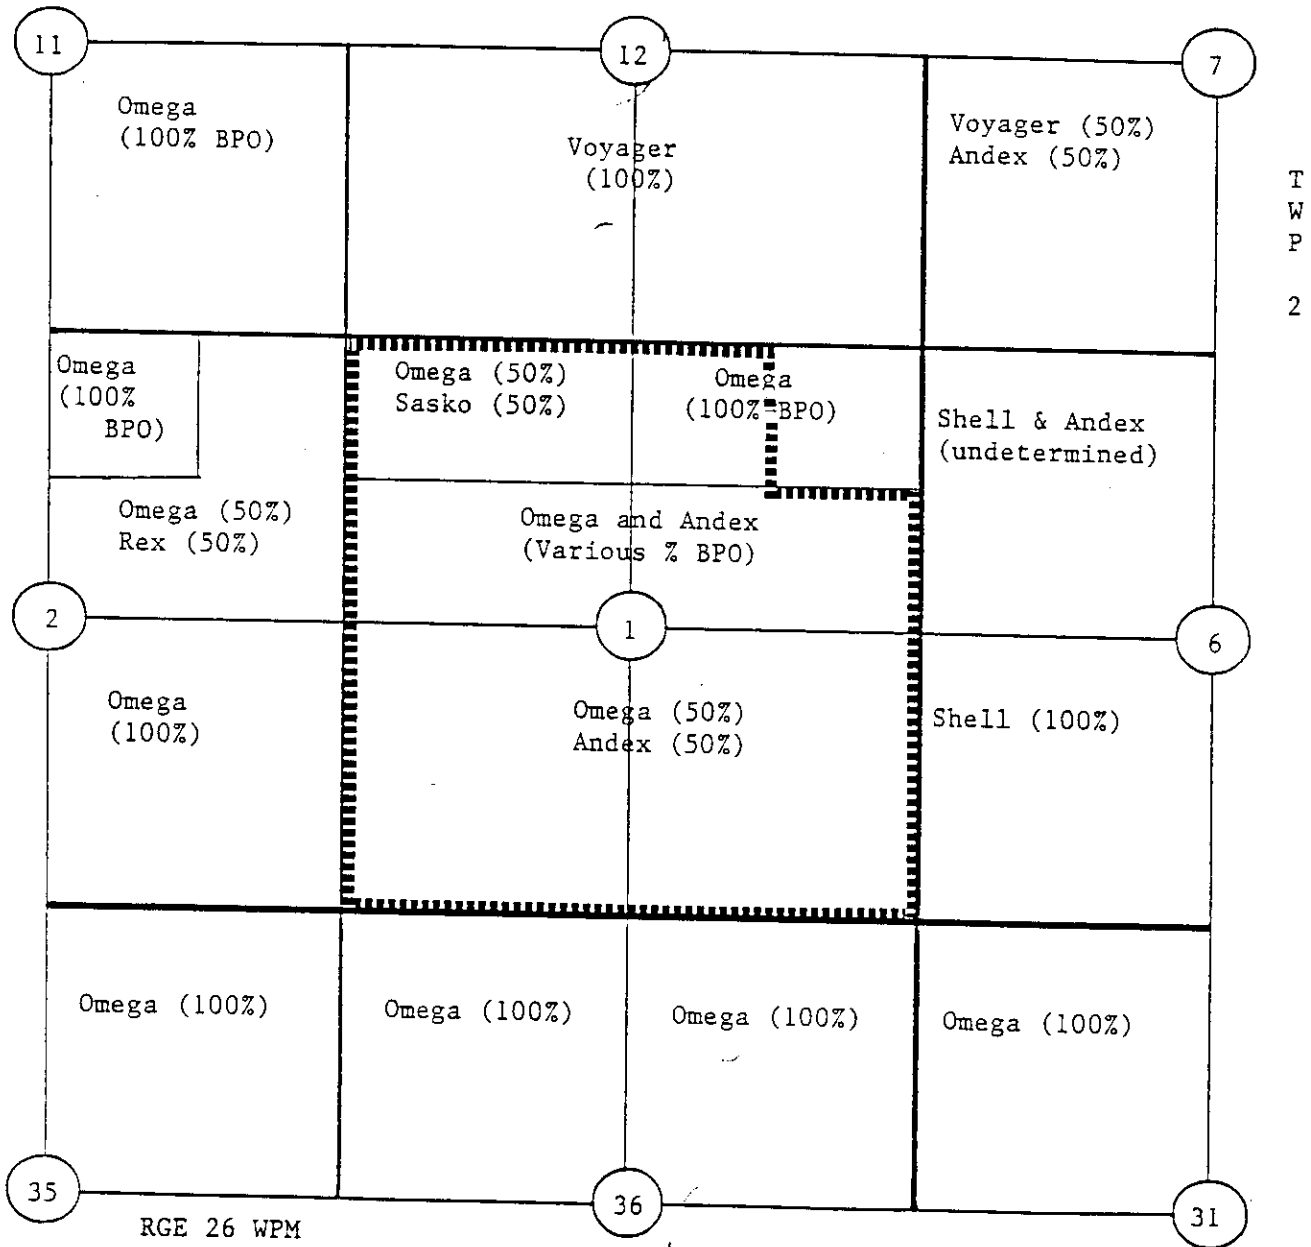 11
12
7
Omega
(100% BPO)
Voyager
(100%)
Voyager (50%)
Andex (50%)
T
W
P
2
Omega
(100%
BPO)
Omega (50%)
Sasko (50%)
Omega
(100% BPO)
Shell & Andex
(undetermined)
Omega (50%)
Rex (50%)
Omega and Andex
(Various % BPO)
2
1
6
Omega
(100%)
Omega (50%)
Andex (50%)
Shell (100%)
Omega (100%)
Omega (100%)
Omega (100%)
Omega (100%)
35
36
31
RGE 26 WPM